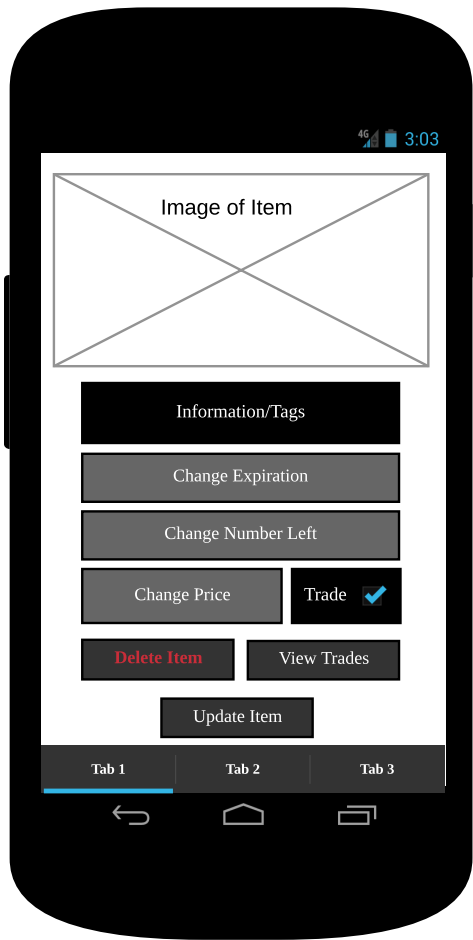 4G 3:03
Image of Item
Information/Tags
Change Expiration
Change Number Left
Change Price Trade
Delete Item View Trades
Update Item
Tab 1 Tab 2 Tab 3